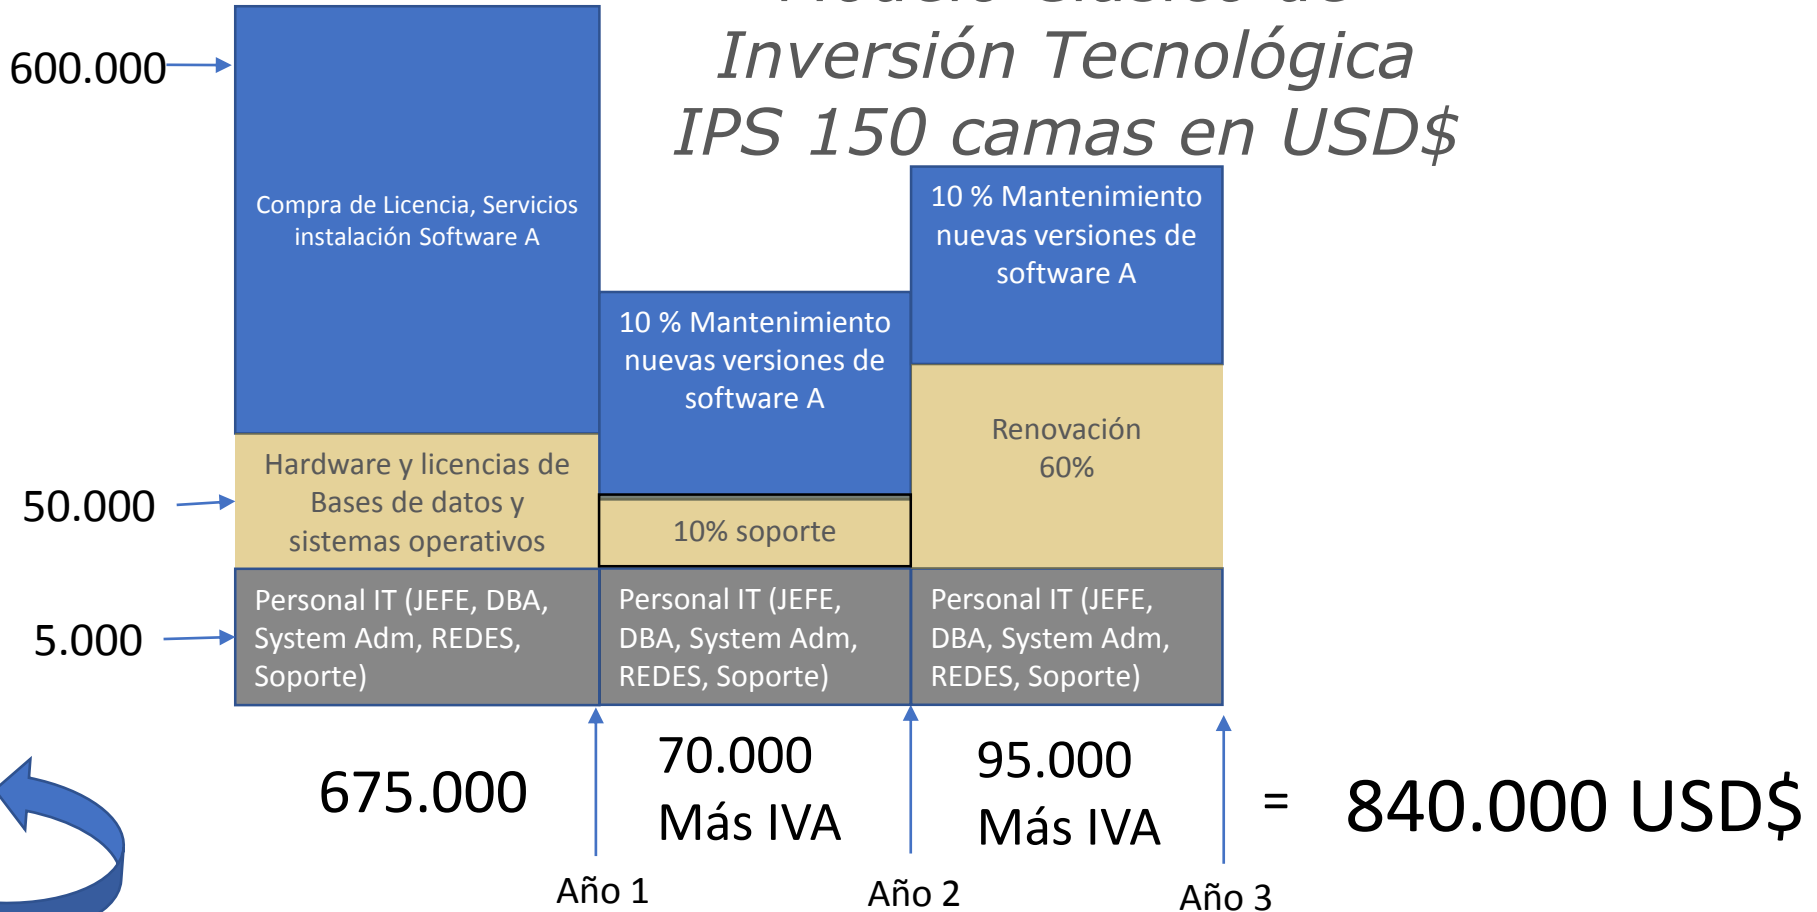 Modelo Clásico de
Inversión Tecnológica
IPS 150 camas en USD$
600.000
Compra de Licencia, Servicios
instalación Software A
10 % Mantenimiento
nuevas versiones de
software A
10 % Mantenimiento
nuevas versiones de
software A
50.000
Hardware y licencias de
Bases de datos y
sistemas operativos
10% soporte
Renovación
60%
5.000
Personal IT (JEFE, DBA,
System Adm, REDES,
Soporte)
Personal IT (JEFE,
DBA, System Adm,
REDES, Soporte)
Personal IT (JEFE,
DBA, System Adm,
REDES, Soporte)
675.000
70.000
Más IVA
95.000
Más IVA
= 840.000 USD$
Año 1
Año 2
Año 3